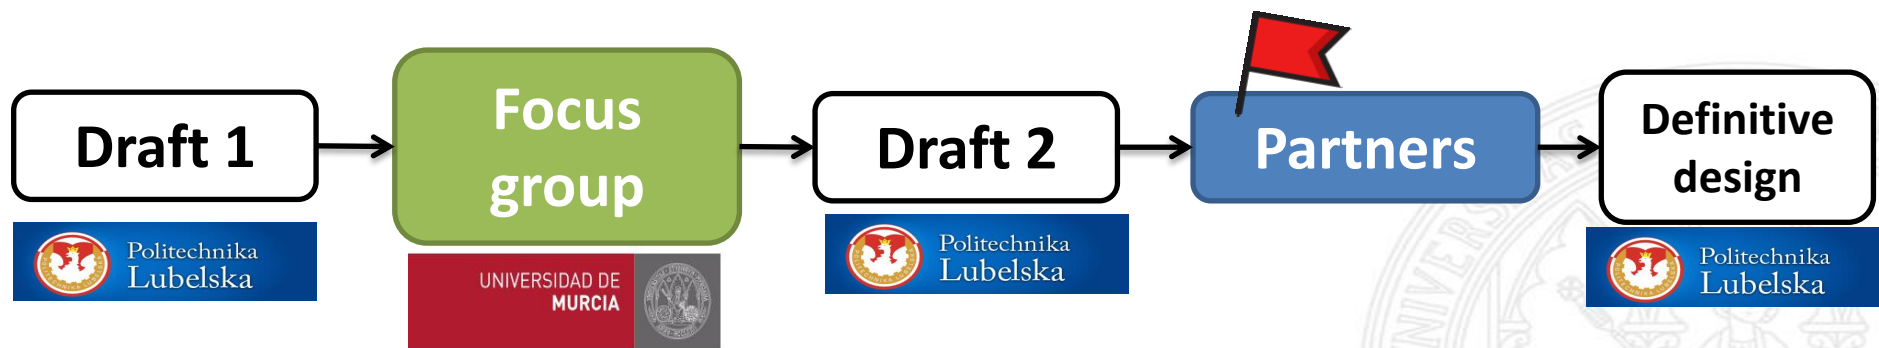 Draft 1
Focus
group
Draft 2
Partners
Definitive
design
Politechnika
Lubelska
UNIVERSIDAD DE
MURCIA
Politechnika
Lubelska
Politechnika
Lubelska